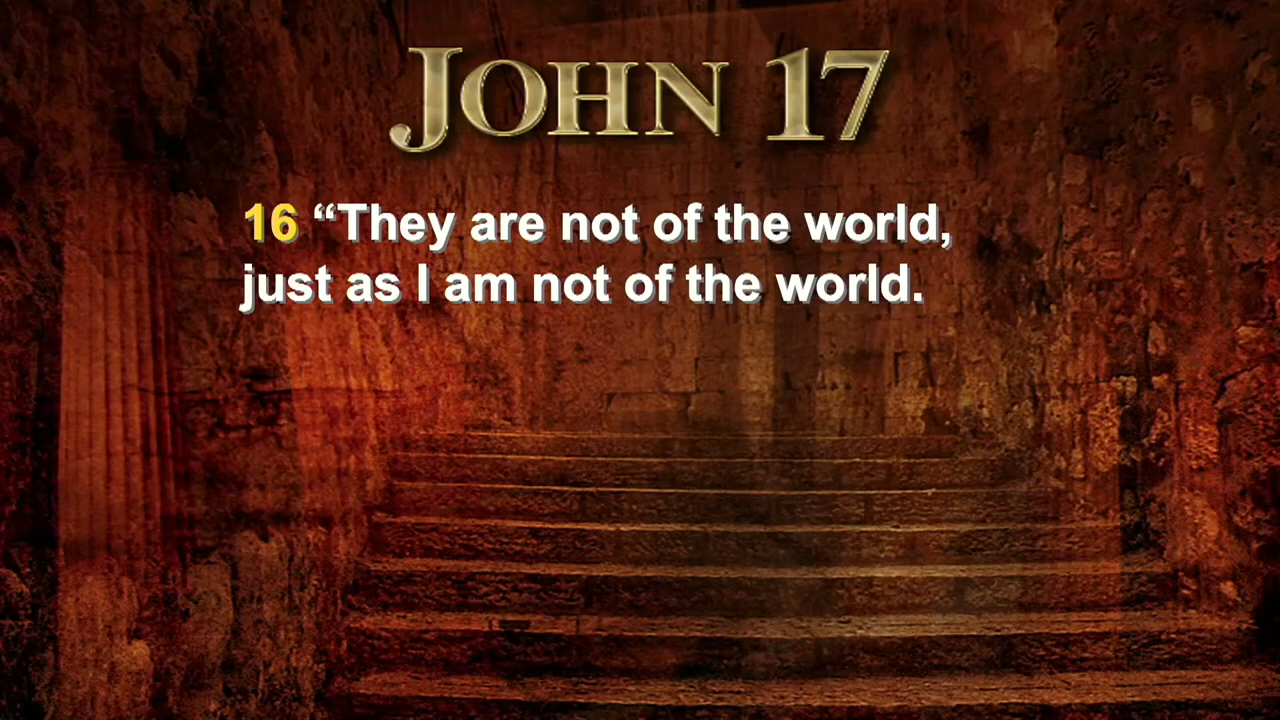 JOHN 17
16 “They are not of the world,
just as I am not of the world.